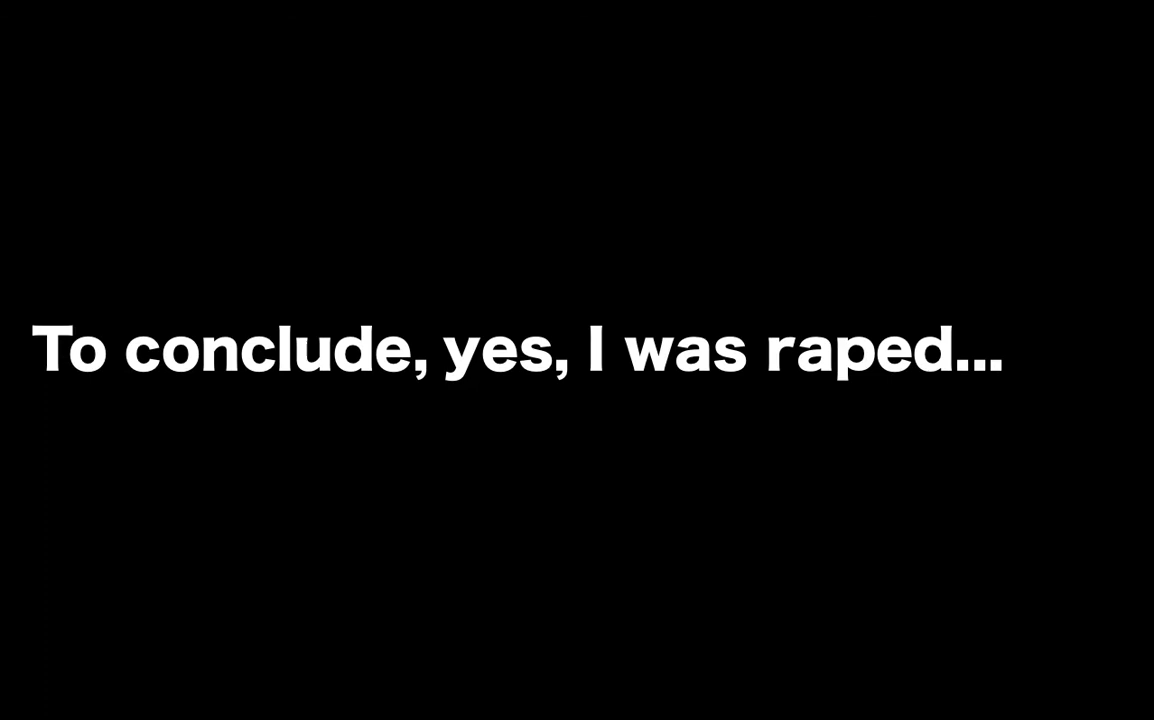 To conclude, yes, I was raped...